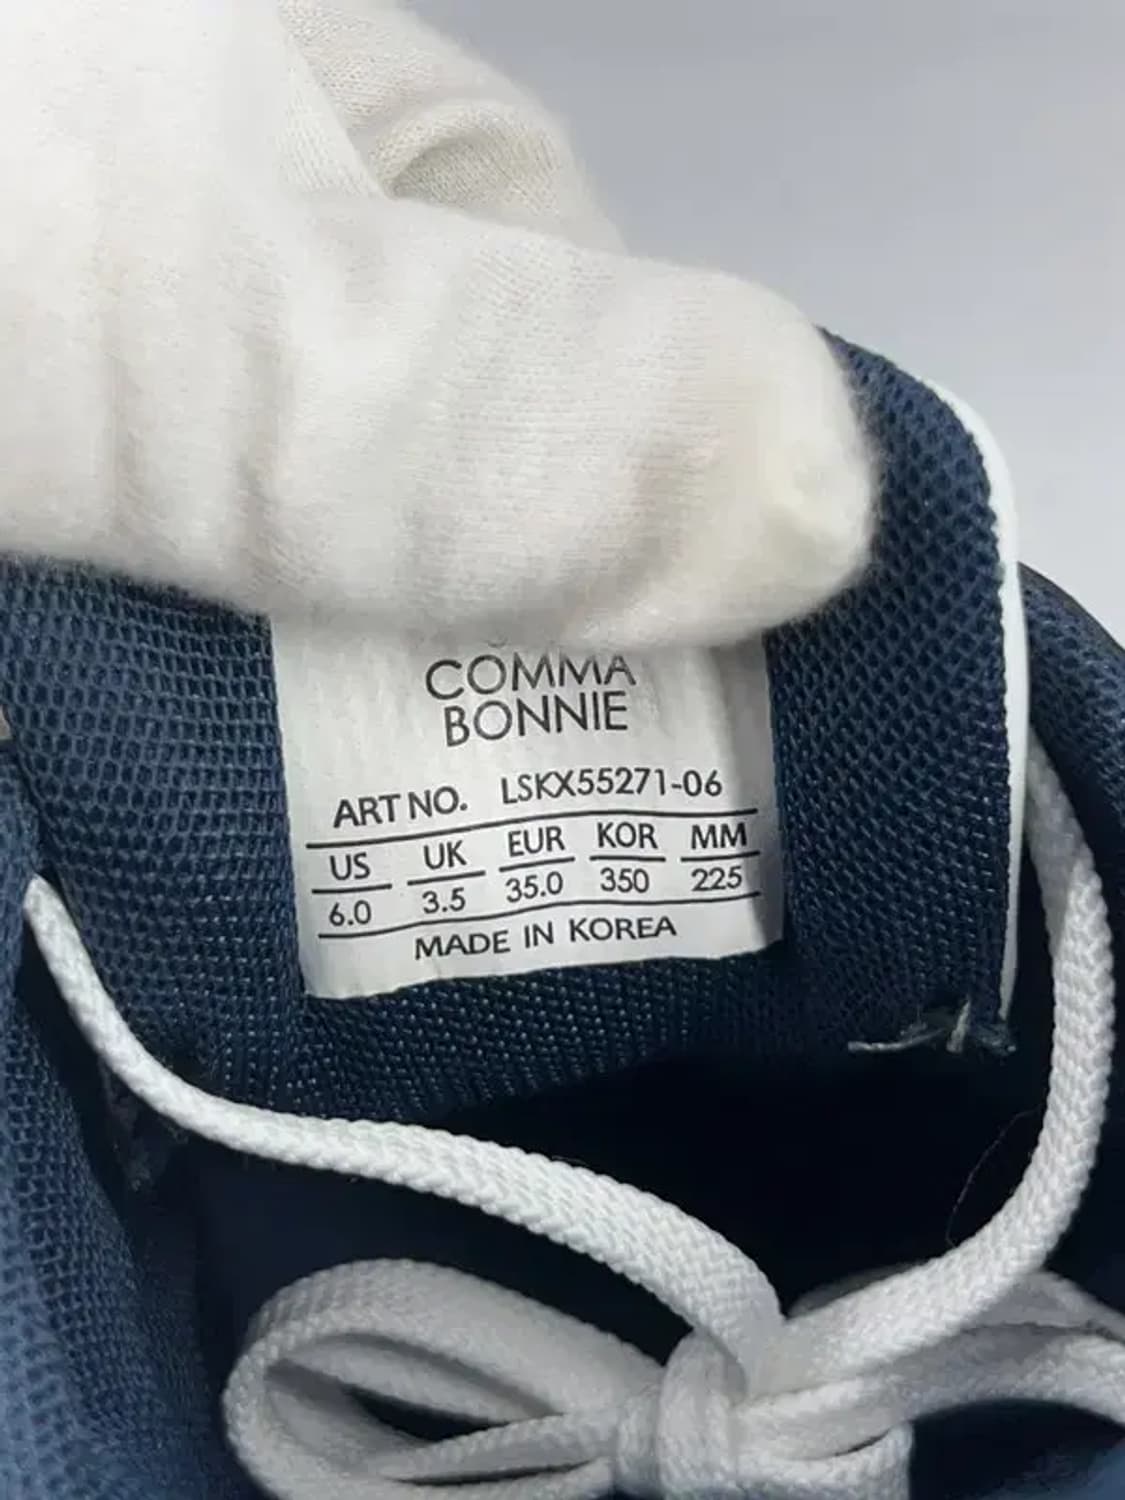 COMMA
BONNIE
ART NO. LSKX55271-06
US UK EUR KOR MM
6.0 3.5 35.0 350 225
MADE IN KOREA